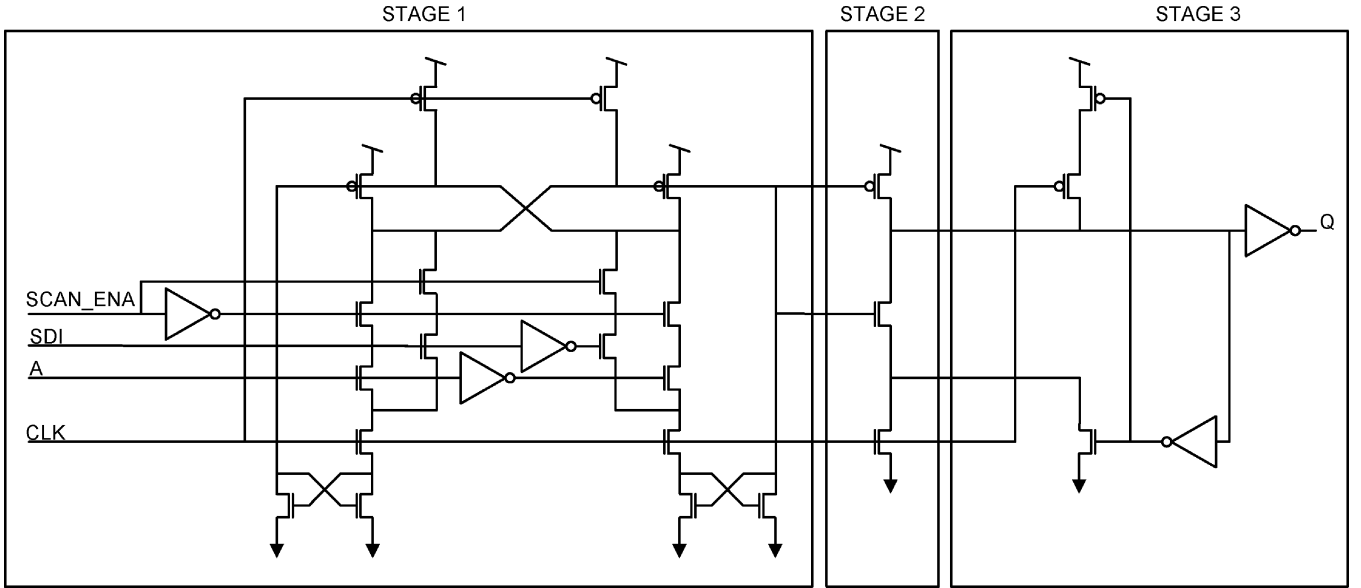 STAGE 1
STAGE 2
STAGE 3
Q
SCAN_ENA
SDI
A
CLK